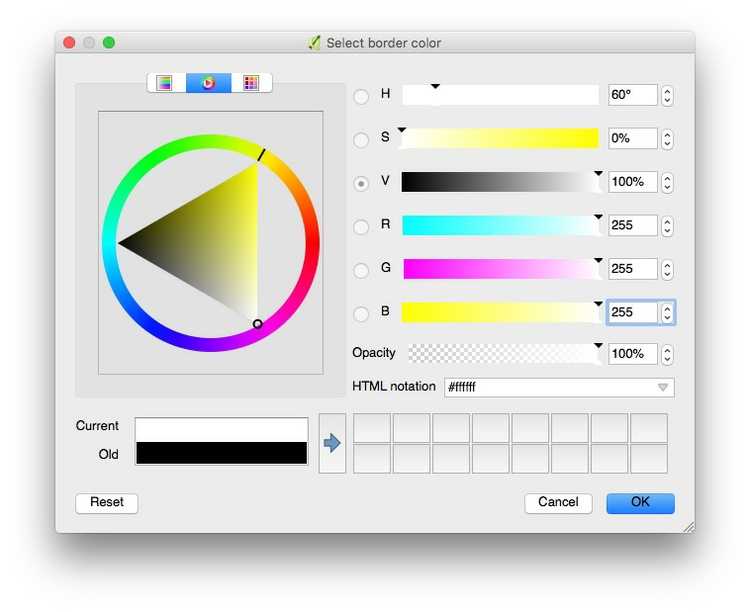 Select border color
H 60°
S 0%
V 100%
R 255
G 255
B 255
Opacity 100%
HTML notation #ffffff
Current
Old
Reset Cancel OK